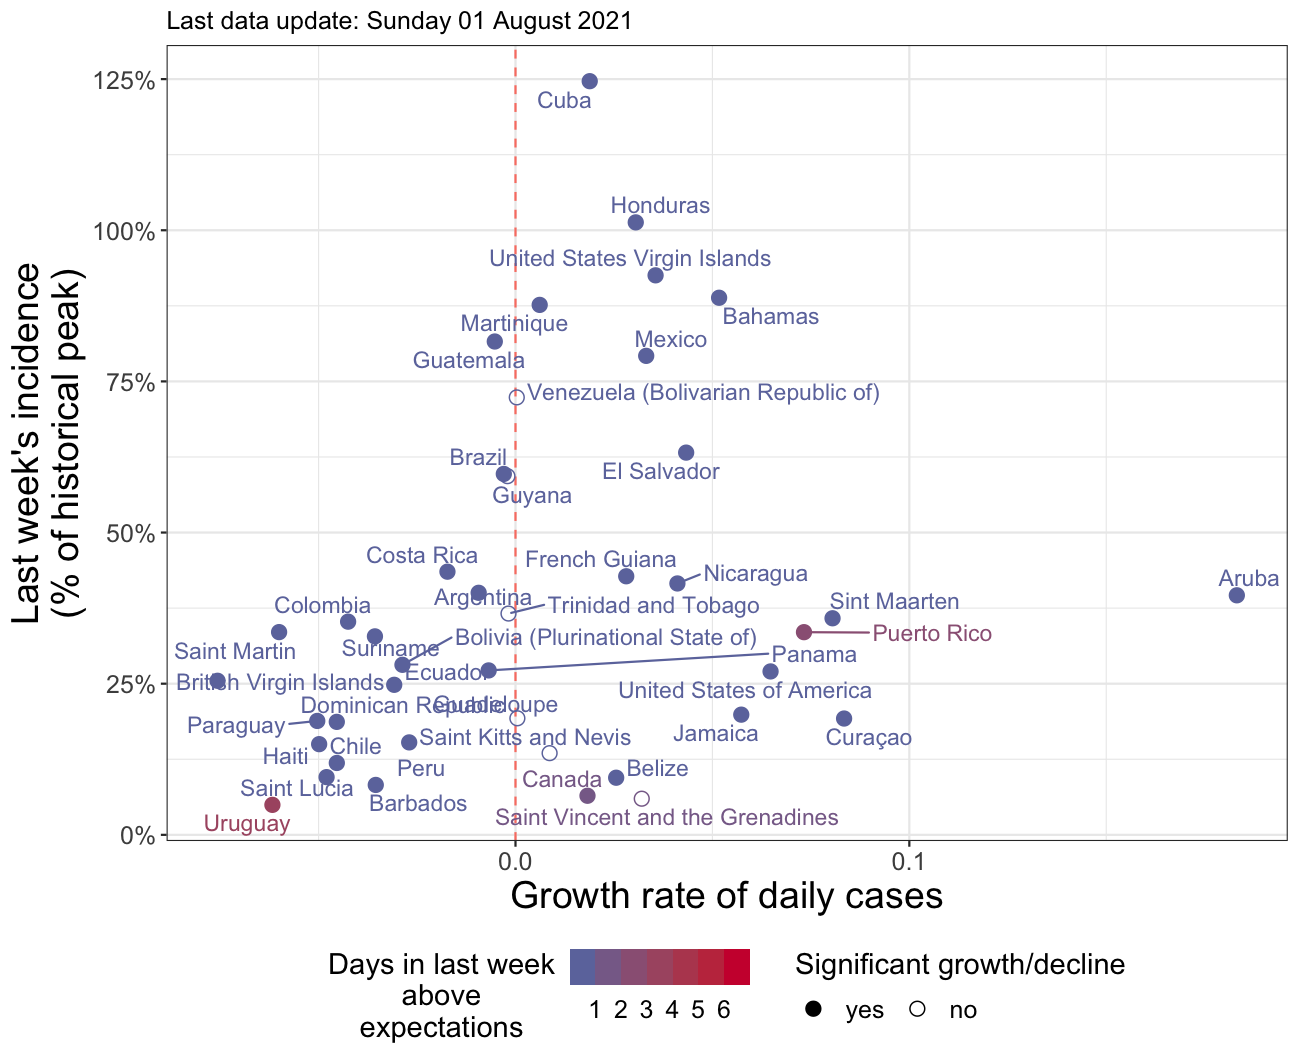 Last data update: Sunday 01 August 2021
Last week's incidence
(% of historical peak)
125%
100%
75%
50%
25%
0%
Cuba
Honduras
United States Virgin Islands
Bahamas
Martinique
Mexico
Guatemala
Venezuela (Bolivarian Republic of)
Brazil
El Salvador
Guyana
Costa Rica
French Guiana
Nicaragua
Aruba
Argentina
Colombia
Trinidad and Tobago
Sint Maarten
Puerto Rico
Saint Martin
Suriname
Bolivia (Plurinational State of)
Panama
Ecuador
British Virgin Islands
United States of America
Dominican Republic
Guadeloupe
Paraguay
Jamaica
Curaçao
Saint Kitts and Nevis
Haiti
Chile
Peru
Belize
Canada
Saint Lucia
Barbados
Saint Vincent and the Grenadines
Uruguay
0.0
0.1
Growth rate of daily cases
Days in last week
above
expectations
1 2 3 4 5 6
Significant growth/decline
yes
no